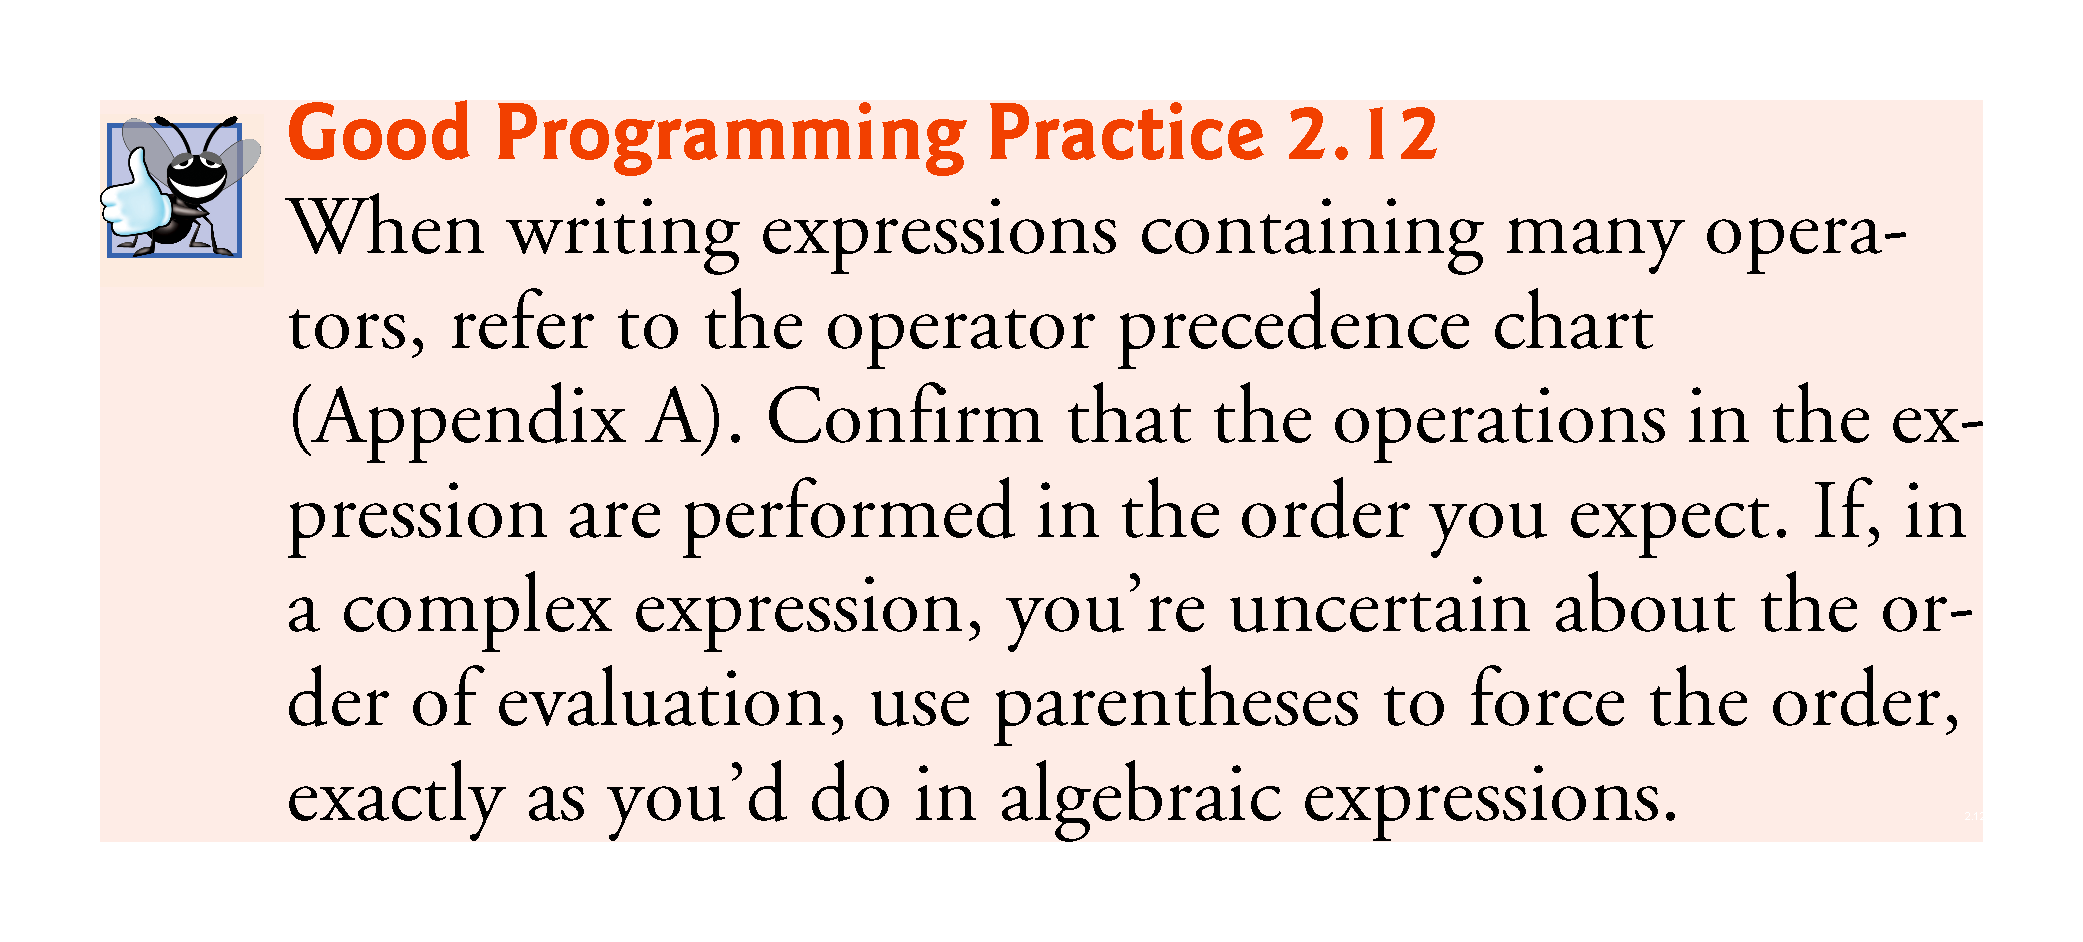 Good Programming Practice 2.12
When writing expressions containing many opera-
tors, refer to the operator precedence chart
(Appendix A). Confirm that the operations in the ex-
pression are performed in the order you expect. If, in
a complex expression, you’re uncertain about the or-
der of evaluation, use parentheses to force the order,
exactly as you’d do in algebraic expressions.
2.12